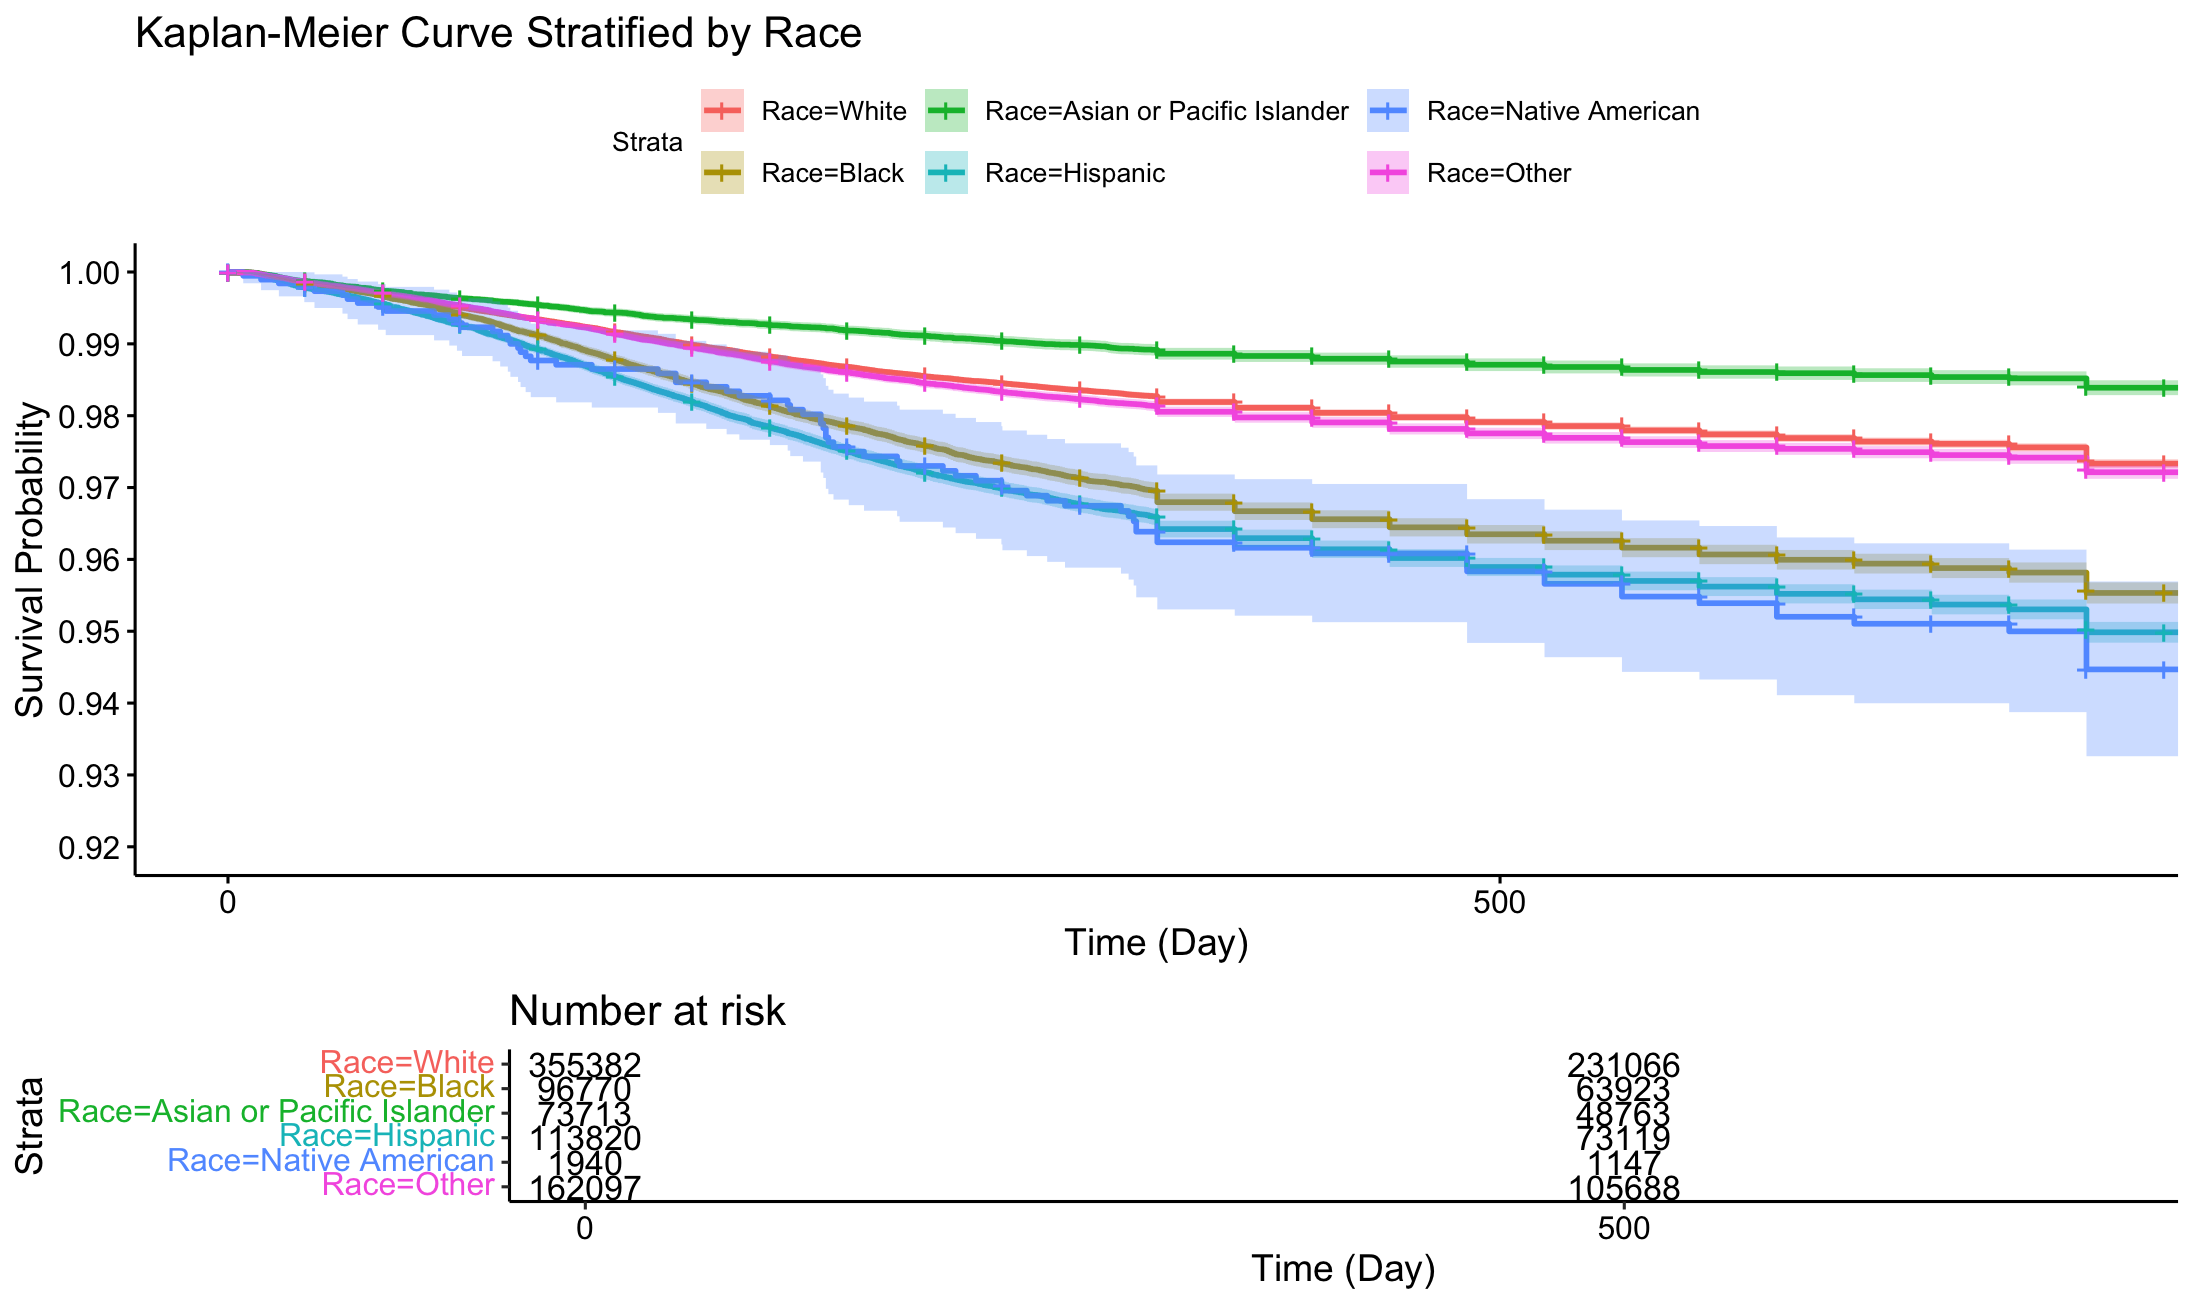 Kaplan-Meier Curve Stratified by Race
Strata
Race=White
Race=Asian or Pacific Islander
Race=Native American
Race=Black
Race=Hispanic
Race=Other
Survival Probability
1.00
0.99
0.98
0.97
0.96
0.95
0.94
0.93
0.92
0
500
Time (Day)
Number at risk
Strata
Race=White 355382 231066
Race=Black 96770 63923
Race=Asian or Pacific Islander 73713 48763
Race=Hispanic 113820 73119
Race=Native American 1940 1147
Race=Other 162097 105688
0
500
Time (Day)